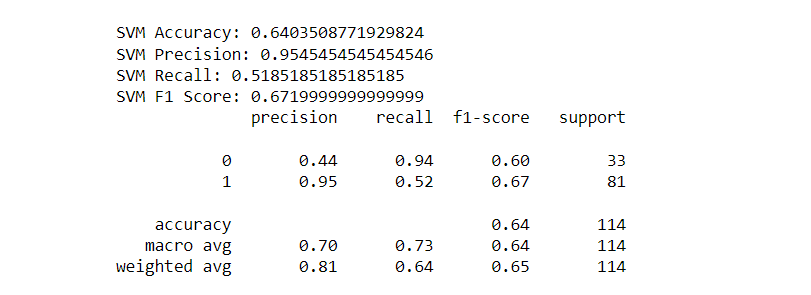 SVM Accuracy: 0.6403508771929824
SVM Precision: 0.9545454545454546
SVM Recall: 0.5185185185185185
SVM F1 Score: 0.6719999999999999
precision recall f1-score support
0 0.44 0.94 0.60 33
1 0.95 0.52 0.67 81
accuracy 0.64 114
macro avg 0.70 0.73 0.64 114
weighted avg 0.81 0.64 0.65 114